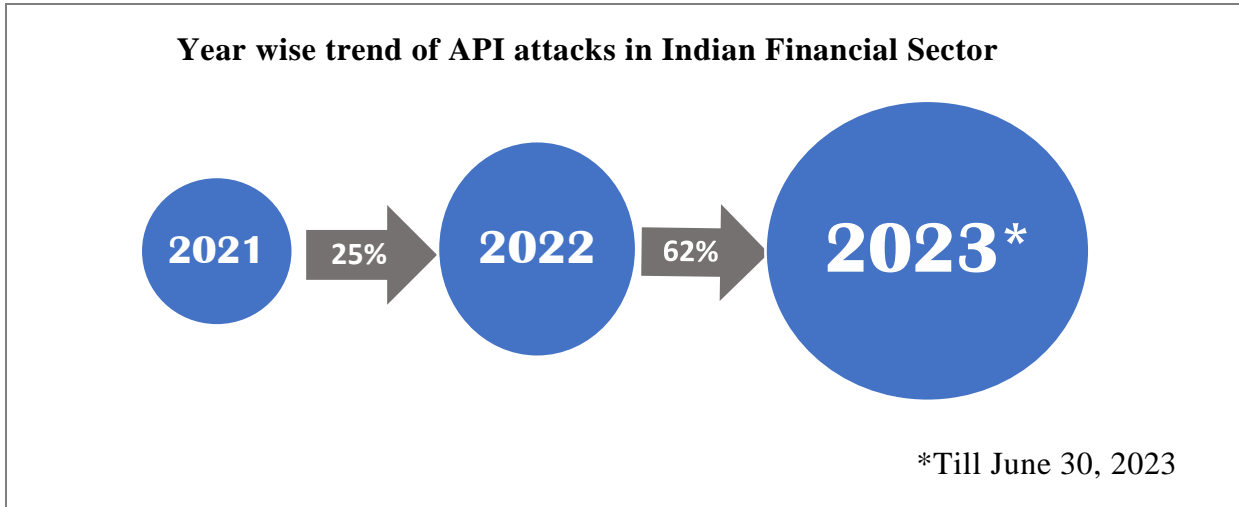 Year wise trend of API attacks in Indian Financial Sector
2021
25%
2022
62%
2023*
*Till June 30, 2023